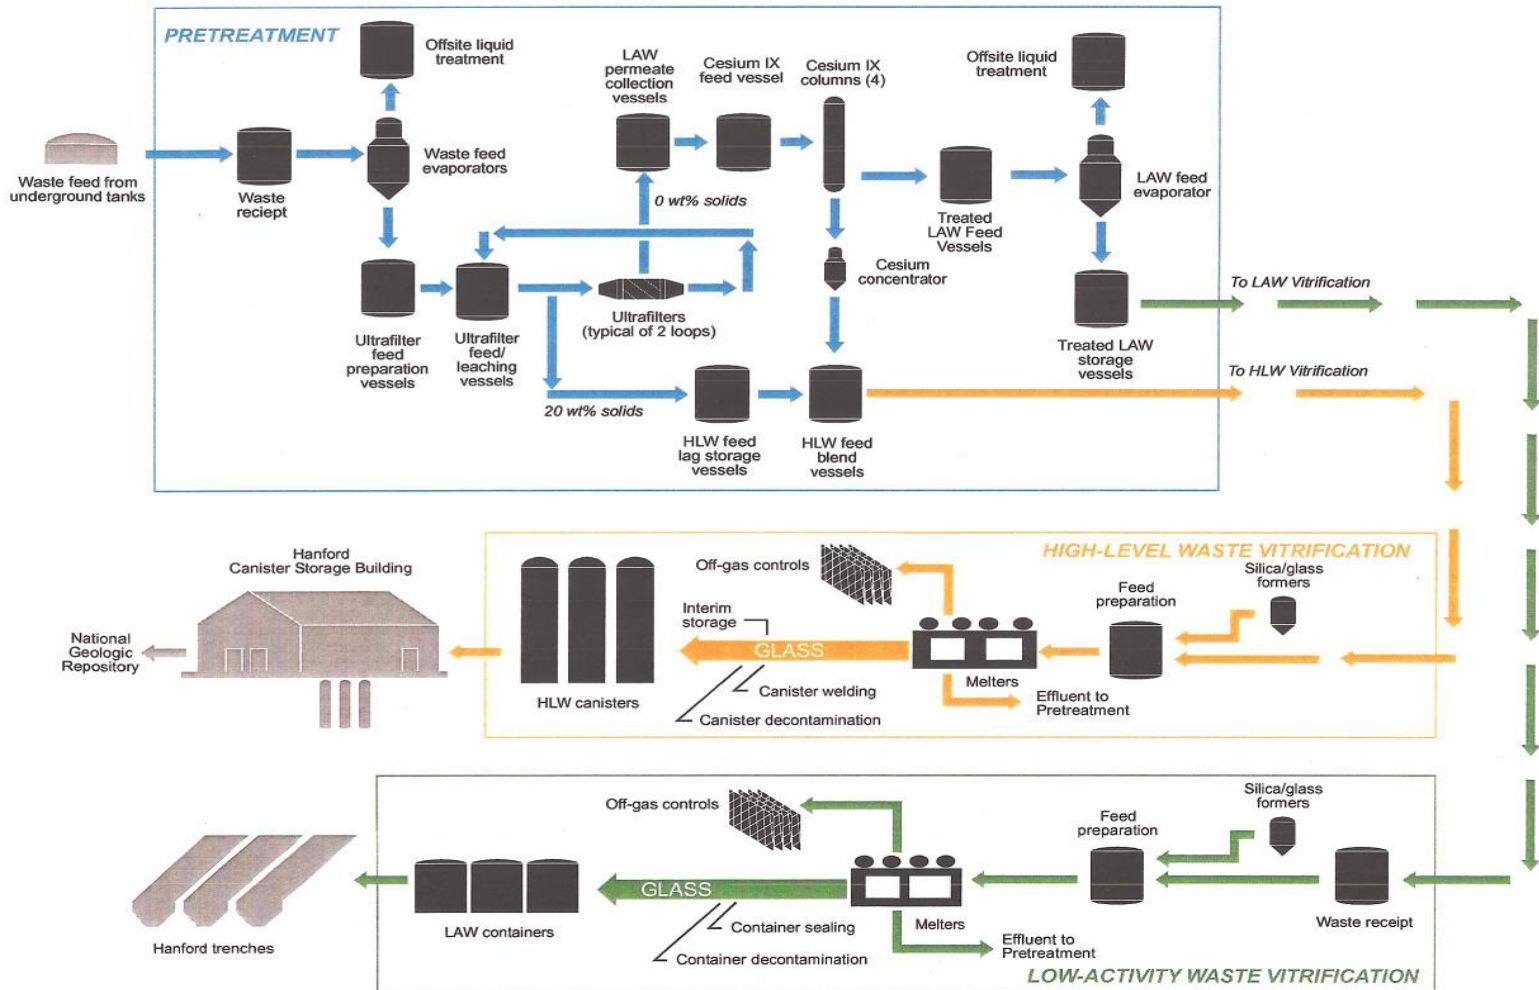 PRETREATMENT
Offsite liquid
treatment
LAW
permeate
collection
vessels
Cesium IX
feed vessel
Cesium IX
columns (4)
Offsite liquid
treatment
Waste feed from
underground tanks
Waste
reciept
Waste feed
evaporators
0 wt% solids
Treated
LAW Feed
Vessels
LAW feed
evaporator
Cesium
concentrator
Ultrafilter
feed
preparation
vessels
Ultrafilter
feed/
leaching
vessels
Ultrafilters
(typical of 2 loops)
To LAW Vitrification
Treated LAW
storage
vessels
To HLW Vitrification
20 wt% solids
HLW feed
lag storage
vessels
HLW feed
blend
vessels
HIGH-LEVEL WASTE VITRIFICATION
Hanford
Canister Storage Building
Off-gas controls
Silica/glass
formers
Feed
preparation
Interim
storage
National
Geologic
Repository
GLASS
Melters
Canister welding
Effluent to
Pretreatment
HLW canisters
Canister decontamination
Off-gas controls
Silica/glass
formers
Feed
preparation
GLASS
LAW containers
Container sealing
Melters
Waste receipt
Hanford trenches
Container decontamination
Effluent to
Pretreatment
LOW-ACTIVITY WASTE VITRIFICATION